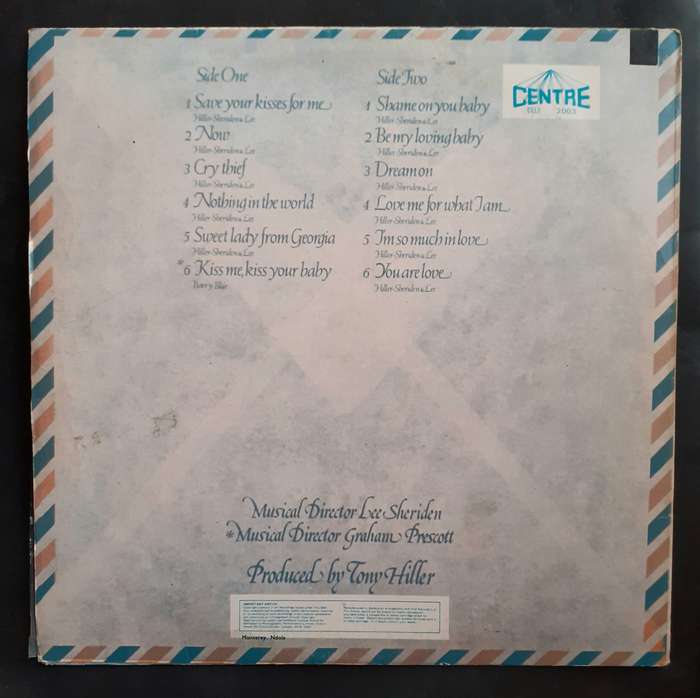 Side One
1 Save your kisses for me
Hiller-Sheriden & Lee
2 Now
Hiller-Sheriden & Lee
3 Cry thief
Hiller-Sheriden & Lee
4 Nothing in the world
Hiller-Sheriden & Lee
5 Sweet lady from Georgia
Hiller-Sheriden & Lee
*6 Kiss me, kiss your baby
Barry Blue
Side Two
1 Shame on you baby
Hiller-Sheriden & Lee
2 Be my loving baby
Hiller-Sheriden & Lee
3 Dream on
Hiller-Sheriden & Lee
4 Love me for what I am
Hiller-Sheriden & Lee
5 I'm so much in love
Hiller-Sheriden & Lee
6 You are love
Hiller-Sheriden & Lee
CENTRE
Musical Director Lee Sheriden
*Musical Director Graham Prescott
Produced by Tony Hiller
Monterey, Ndola